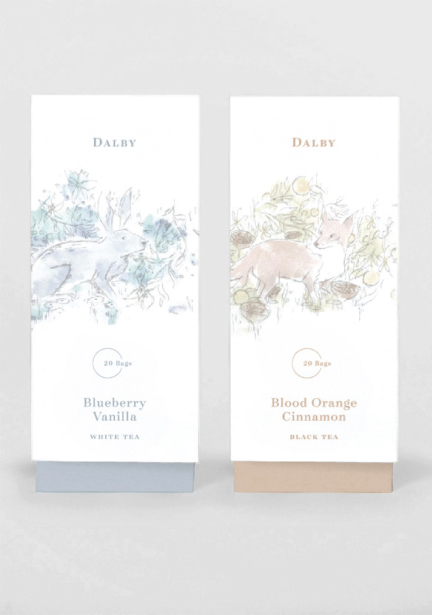 DALBY
20 Bags
Blueberry
Vanilla
WHITE TEA
DALBY
20 Bags
Blood Orange
Cinnamon
BLACK TEA